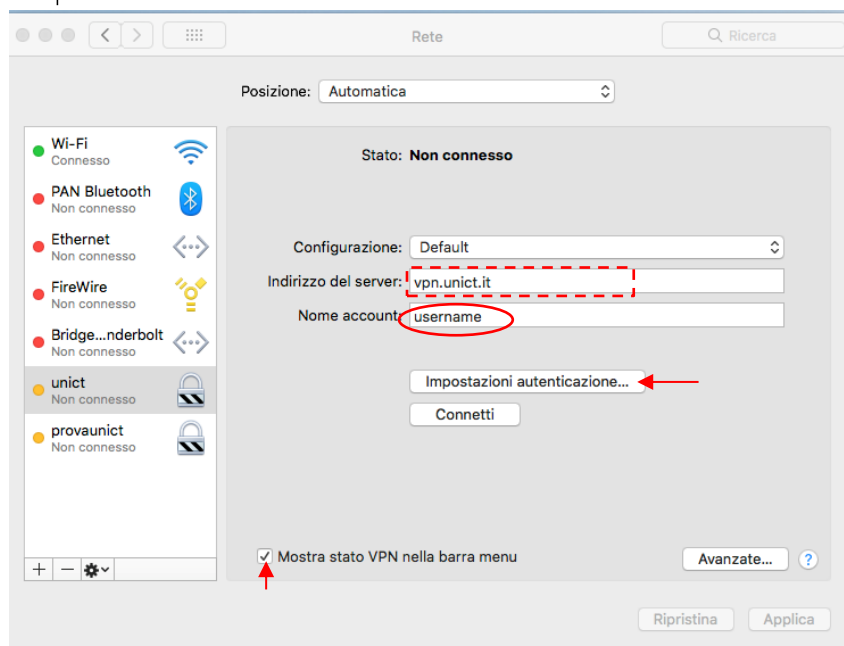 Rete
Ricerca
Posizione: Automatica
Wi-Fi
Connesso
PAN Bluetooth
Non connesso
Ethernet
Non connesso
FireWire
Non connesso
Bridge...nderbolt
Non connesso
unict
Non connesso
provaunict
Non connesso
Stato: Non connesso
Configurazione: Default
Indirizzo del server: vpn.unict.it
Nome account: username
Impostazioni autenticazione...
Connetti
Mostra stato VPN nella barra menu
Avanzate... ?
Ripristina Applica